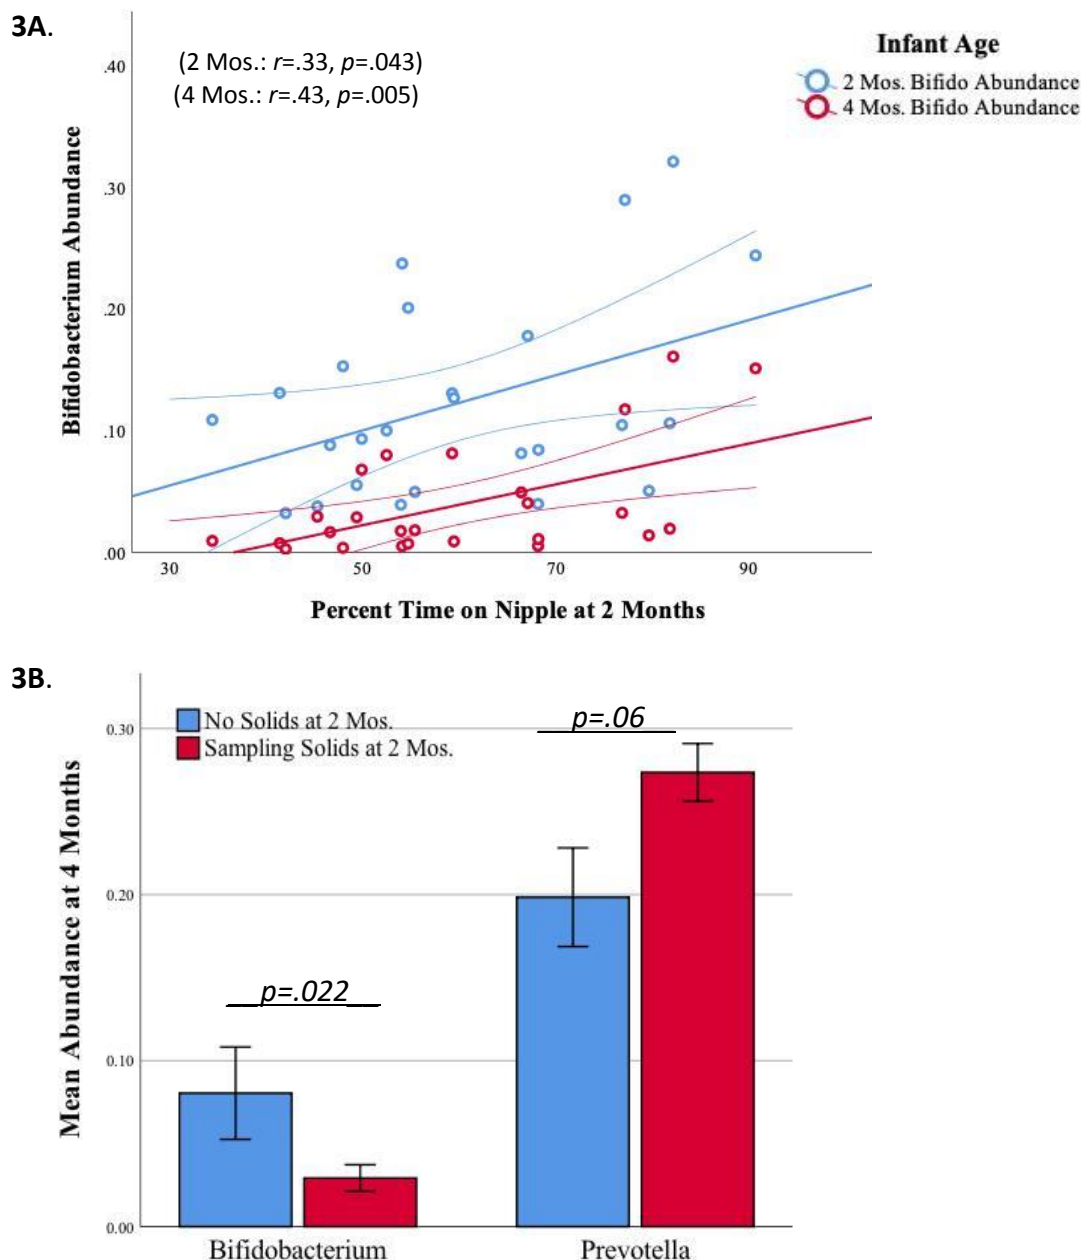 3A.
(2 Mos.: r=.33, p=.043)
(4 Mos.: r=.43, p=.005)
Infant Age
2 Mos. Bifido Abundance
4 Mos. Bifido Abundance
Bifidobacterium Abundance
.40
.30
.20
.10
.00
30 50 70 90
Percent Time on Nipple at 2 Months
3B.
No Solids at 2 Mos.
Sampling Solids at 2 Mos.
p=.06
p=.022
Mean Abundance at 4 Months
0.30
0.20
0.10
0.00
Bifidobacterium Prevotella